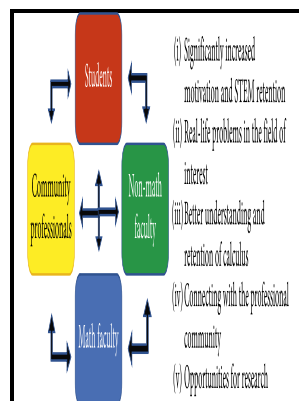 Students
Community
professionals
Non-math
faculty
Math faculty
(i) Significantly increased
motivation and STEM retention
(ii) Real-life problems in the field of
interest
(iii) Better understanding and
retention of calculus
(iv) Connecting with the professional
community
(v) Opportunities for research